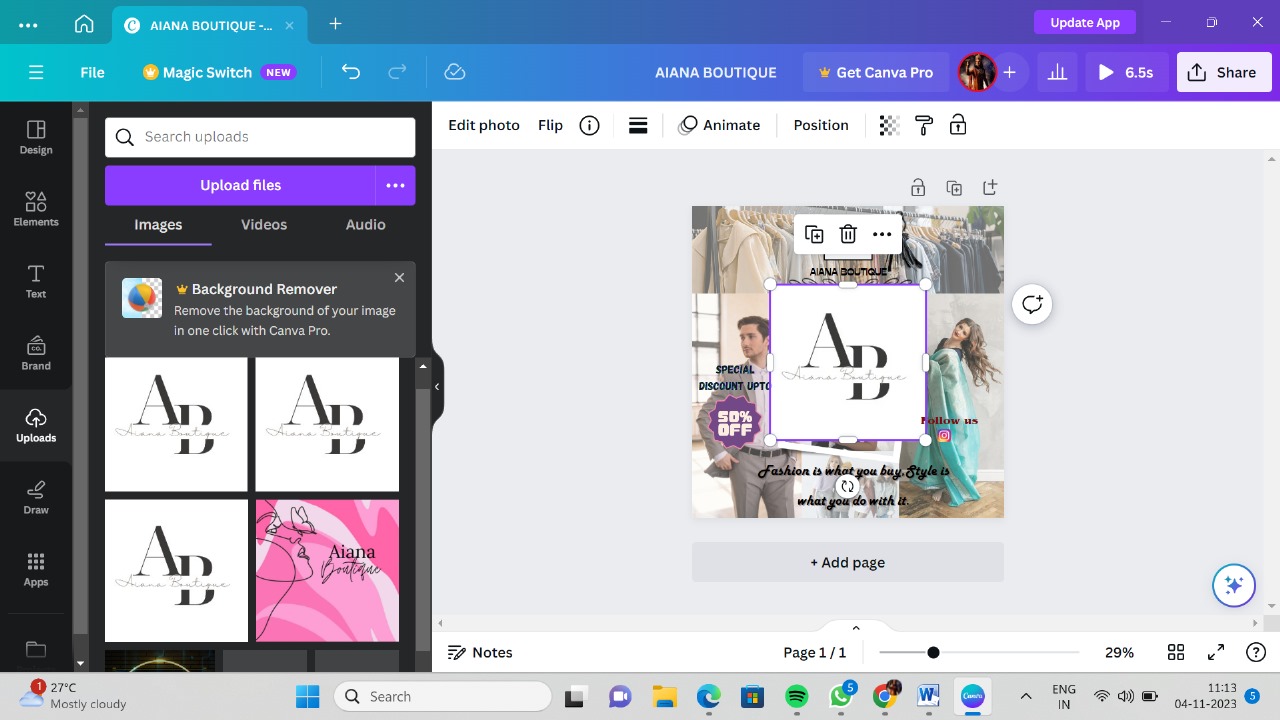 AIANA BOUTIQUE -...
Update App
File
Magic Switch
NEW
AIANA BOUTIQUE
Get Canva Pro
6.5s
Share
Design
Elements
Text
Brand
CO.
Uploads
Draw
Apps
Search uploads
Upload files
Images
Videos
Audio
Background Remover
Remove the background of your image
in one click with Canva Pro.
AB
Aiana Boutique
AB
Aiana Boutique
AB
Aiana Boutique
Aiana
Boutique
Edit photo
Flip
Animate
Position
AIANA BOUTIQUE
AB
Aiana Boutique
SPECIAL
DISCOUNT UPTO
50%
OFF
Follow us
Fashion is what you buy,Style is
what you do with it.
+ Add page
Notes
Page 1 / 1
29%
1
27°C
Mostly cloudy
Search
5
Canva
ENG
IN
11:13
04-11-2023
5